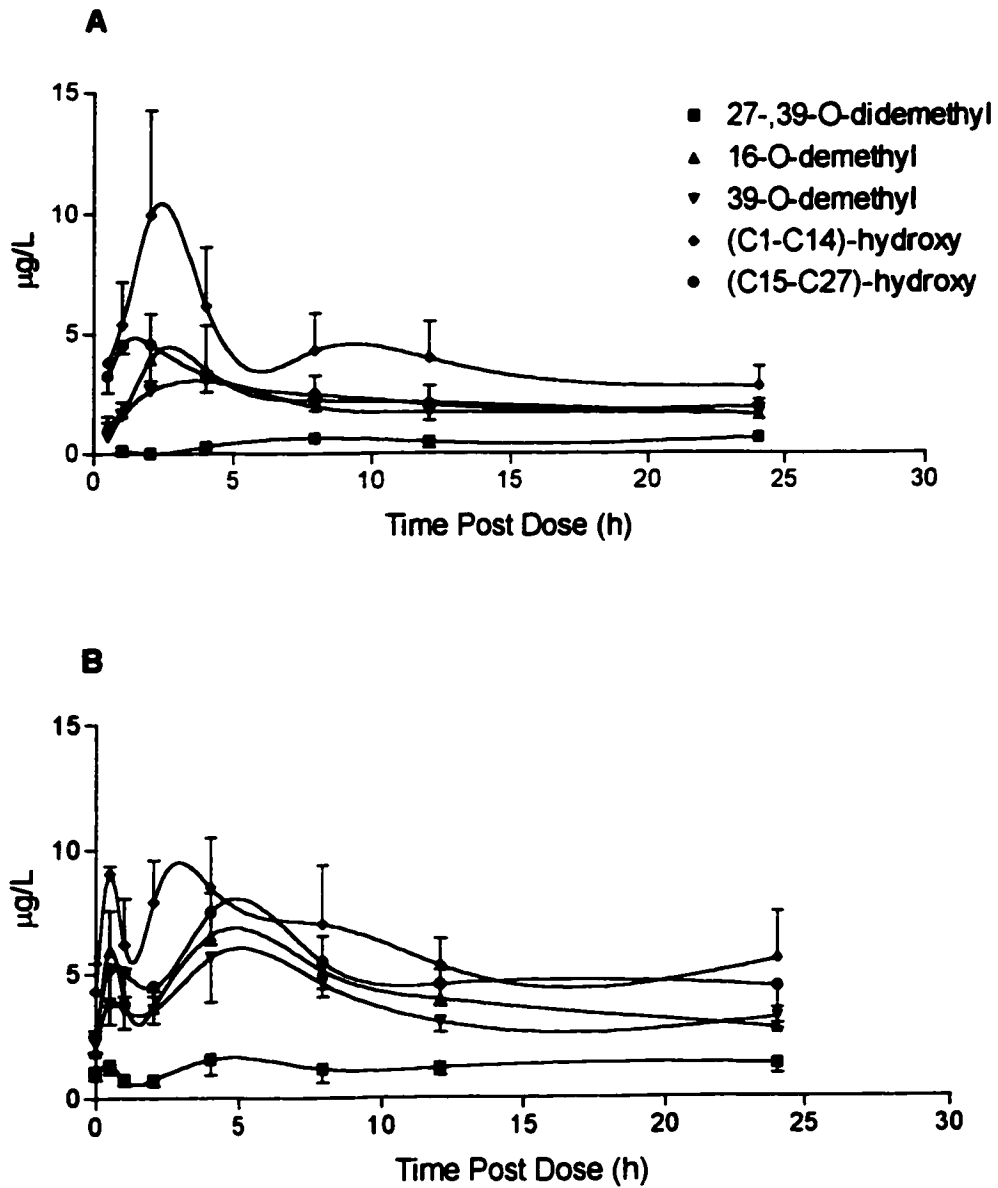 A
15
10
5
0
µg/L
0 5 10 15 20 25 30
Time Post Dose (h)
27-,39-O-didemethyl
16-O-demethyl
39-O-demethyl
(C1-C14)-hydroxy
(C15-C27)-hydroxy
B
15
10
5
0
µg/L
0 5 10 15 20 25 30
Time Post Dose (h)